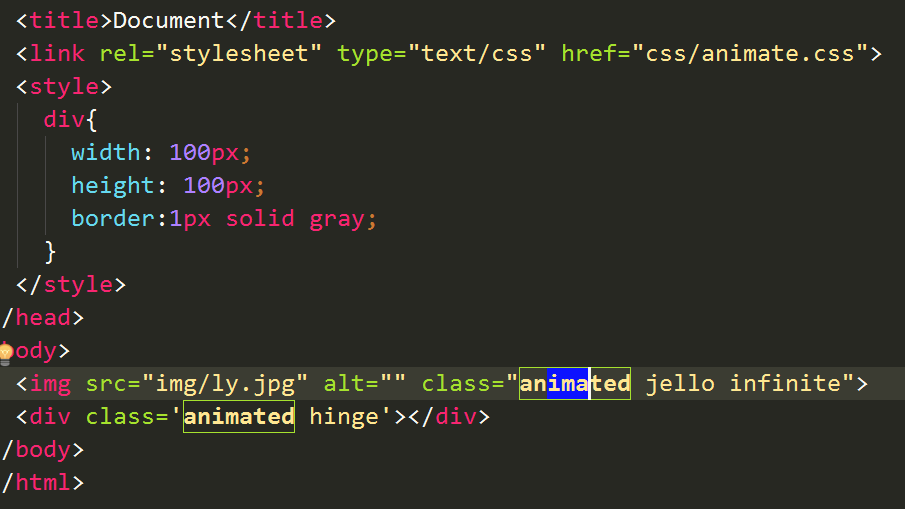 <title>Document</title>
<link rel="stylesheet" type="text/css" href="css/animate.css">
<style>
div{
width: 100px;
height: 100px;
border:1px solid gray;
}
</style>
/head>
ody>
<img src="img/ly.jpg" alt="" class="animated jello infinite">
<div class='animated hinge'></div>
/body>
/html>